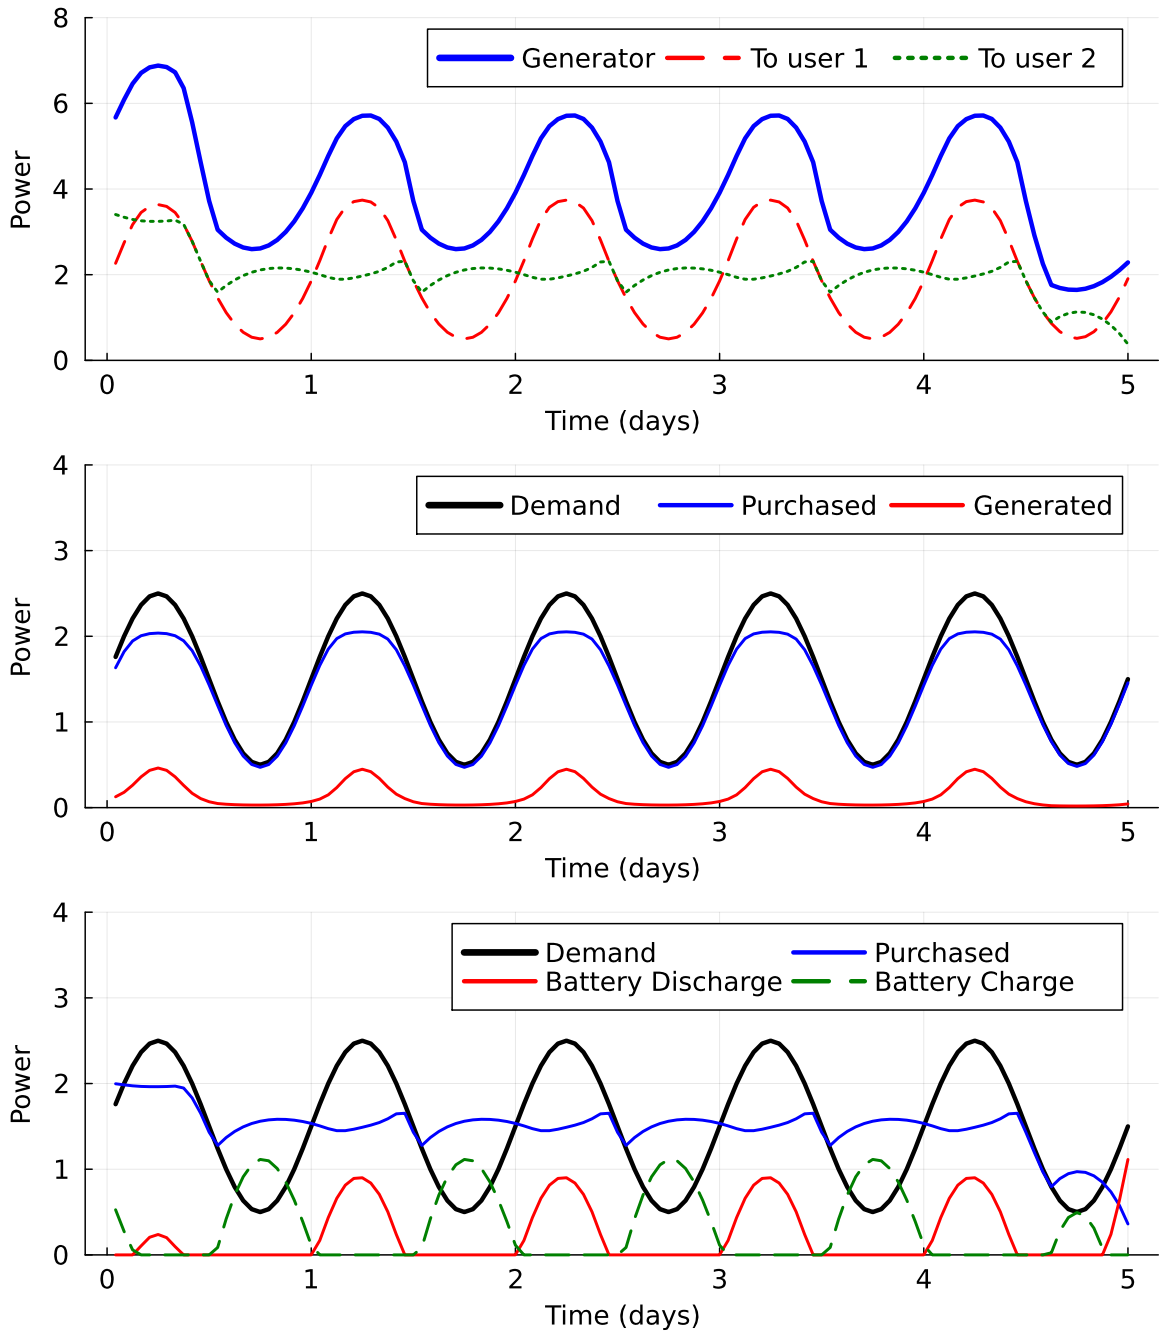 8
Generator To user 1 To user 2
6
Power
4
2
0
0 1 2 3 4 5
Time (days)
4
Demand Purchased Generated
3
Power
2
1
0
0 1 2 3 4 5
Time (days)
4
Demand Purchased
Battery Discharge Battery Charge
3
Power
2
1
0
0 1 2 3 4 5
Time (days)